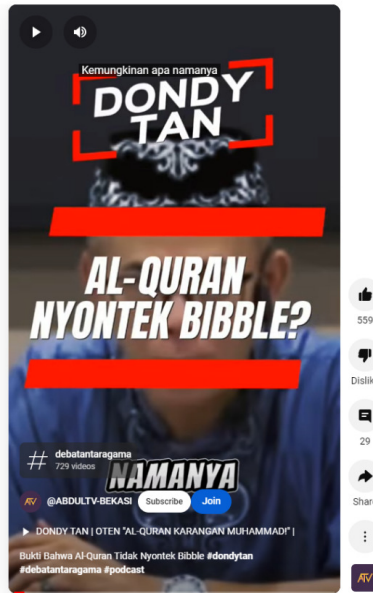 Kemungkinan apa namanya
DONDY
TAN
AL-QURAN
NYONTEK BIBBLE?
559
Dislik
29
Shar
# debatantaragama
729 videos
NAMANYA
ATV @ABDULTV-BEKASI Subscribe Join
DONDY TAN | OTEN "AL-QURAN KARANGAN MUHAMMAD!" |
Bukti Bahwa Al-Quran Tidak Nyontek Bibble #dondytan
#debatantaragama #podcast
ATV